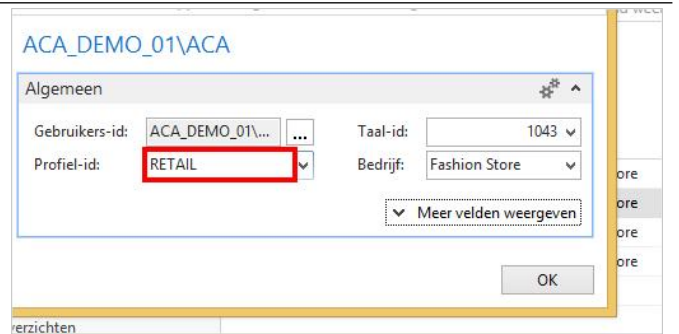 ACA_DEMO_01\ACA
Algemeen
Gebruikers-id: ACA_DEMO_01\... ... Taal-id: 1043
Profiel-id: RETAIL Bedrijf: Fashion Store
ore
Meer velden weergeven
ore
ore
ore
OK
erzichten